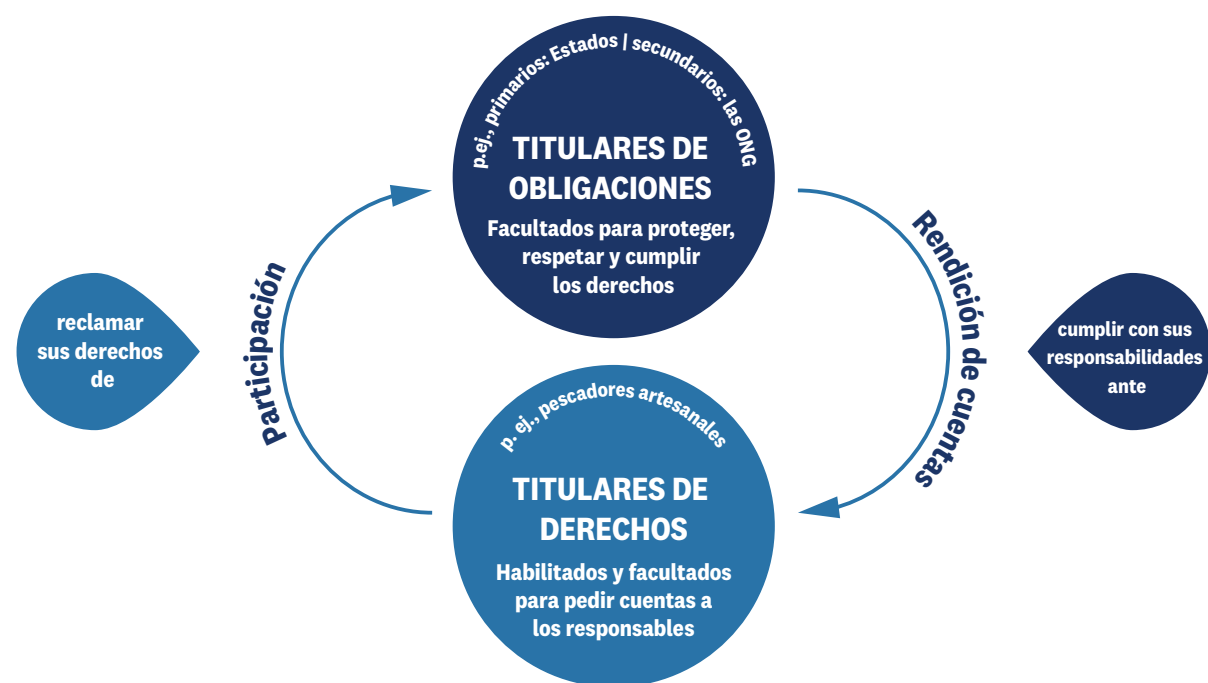 p.ej., primarios: Estados | secundarios: las ONG
TITULARES DE
OBLIGACIONES
Facultados para proteger,
respetar y cumplir
los derechos
reclamar
sus derechos
de
Participación
Rendición de cuentas
cumplir con sus
responsabilidades
ante
p. ej., pescadores artesanales
TITULARES DE
DERECHOS
Habilitados y facultados
para pedir cuentas a
los responsables